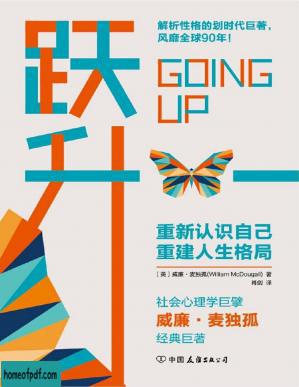 解析性格的划时代巨著，
风靡全球90年！
跃升
GOING
UP
重新认识自己
重建人生格局
［英］威廉·麦独孤(William McDougall) 著
肖剑 译
社会心理学巨擘
威廉·麦独孤
经典巨著
中国友谊出版公司
homeofpdf.com